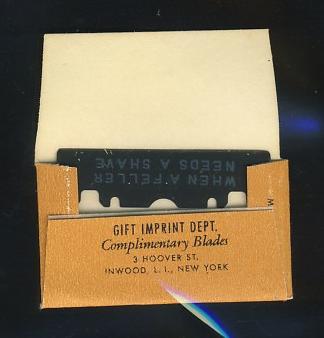 WHEN A FELLER
NEEDS A SHAVE
GIFT IMPRINT DEPT.
Complimentary Blades
3 HOOVER ST.
INWOOD, L. I., NEW YORK